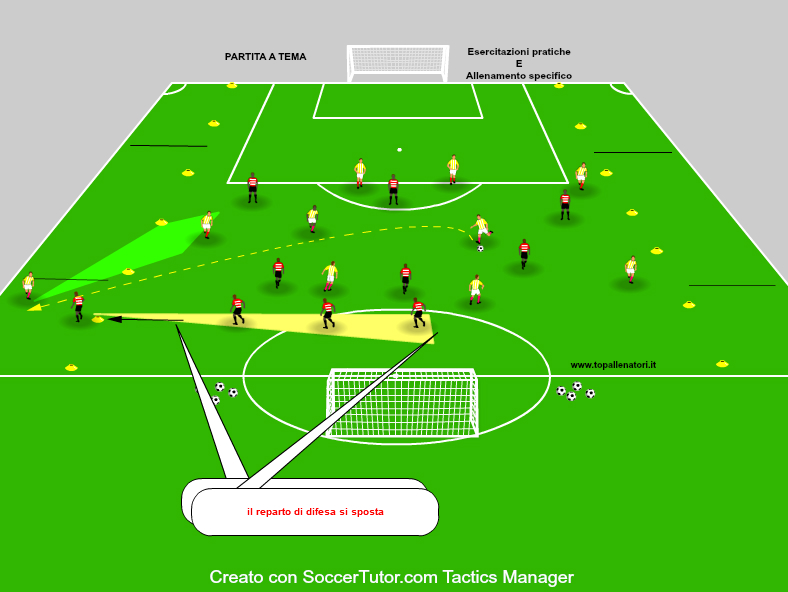 PARTITA A TEMA
Esercitazioni pratiche
E
Allenamento specifico
www.topallenatori.it
il reparto di difesa si sposta
Creato con SoccerTutor.com Tactics Manager